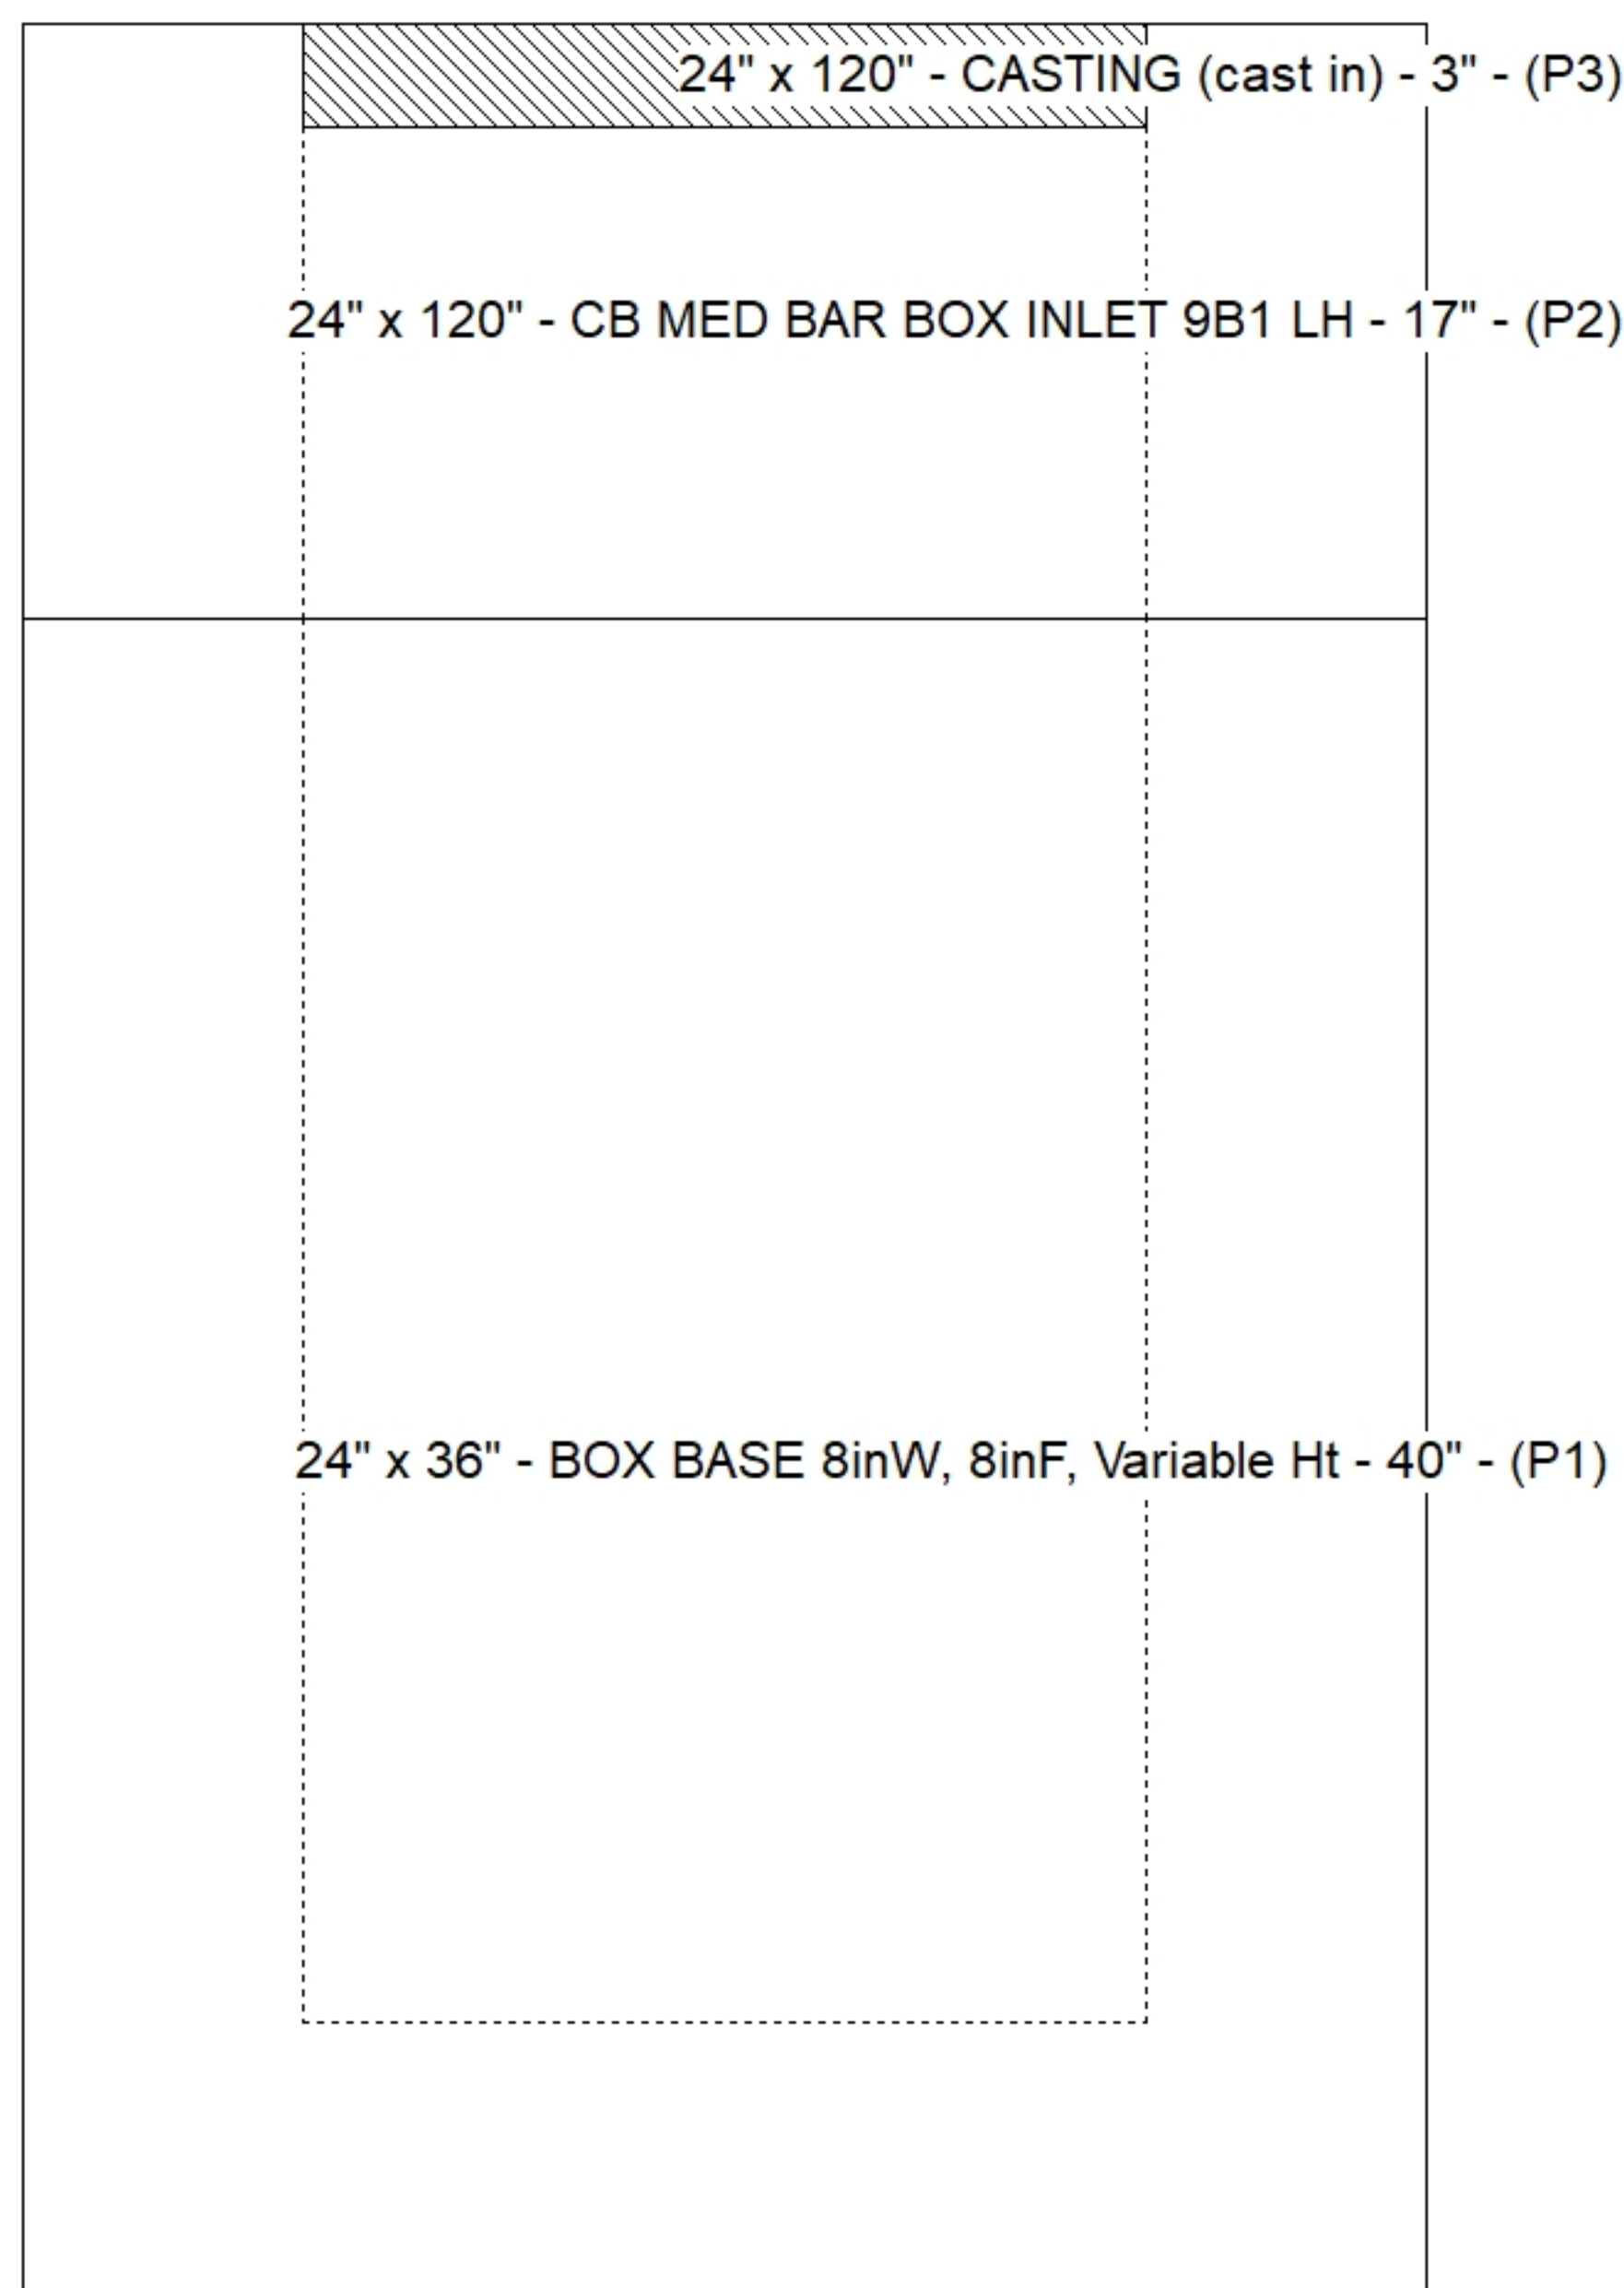 24" x 120" - CASTING (cast in) - 3" - (P3)
24" x 120" - CB MED BAR BOX INLET 9B1 LH - 17" - (P2)
24" x 36" - BOX BASE 8inW, 8inF, Variable Ht - 40" - (P1)